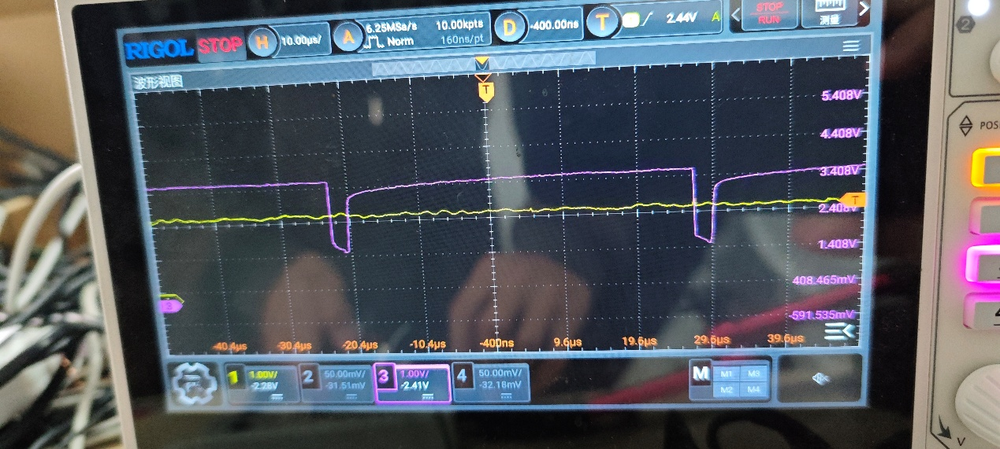 RIGOL STOP H 10.00μs/ A 6.25MSa/s 10.00kpts D -400.00ns T 2.44V A STOP
Norm 160ns/pt RUN 测量
2
波形视图
T
5.408V
4.408V
3.408V
T
2.408V
1.408V
408.465mV
3
-591.535mV
-40.4μs -30.4μs -20.4μs -10.4μs -400ns 9.6μs 19.6μs 29.6μs 39.6μs
1 1.00V/ 2 50.00mV/ 3 1.00V/ 4 50.00mV/ M M1 M3
-2.28V -31.51mV -2.41V -32.18mV M2 M4
V